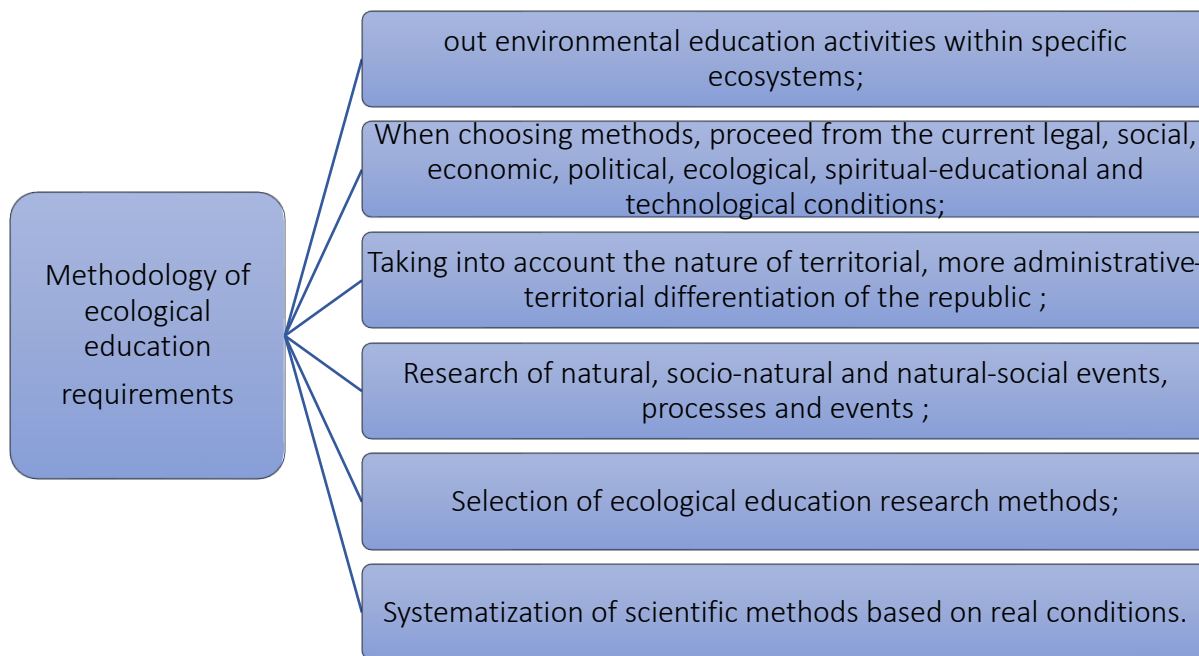 Methodology of
ecological
education
requirements
out environmental education activities within specific
ecosystems;
When choosing methods, proceed from the current legal, social,
economic, political, ecological, spiritual-educational and
technological conditions;
Taking into account the nature of territorial, more administrative-
territorial differentiation of the republic ;
Research of natural, socio-natural and natural-social events,
processes and events ;
Selection of ecological education research methods;
Systematization of scientific methods based on real conditions.